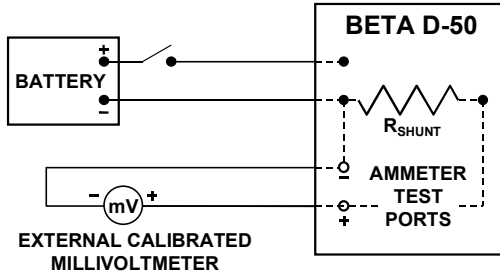 BETA D-50
+
BATTERY
–
R SHUNT
–
AMMETER
TEST
PORTS
– mV +
+
EXTERNAL CALIBRATED
MILLIVOLTMETER